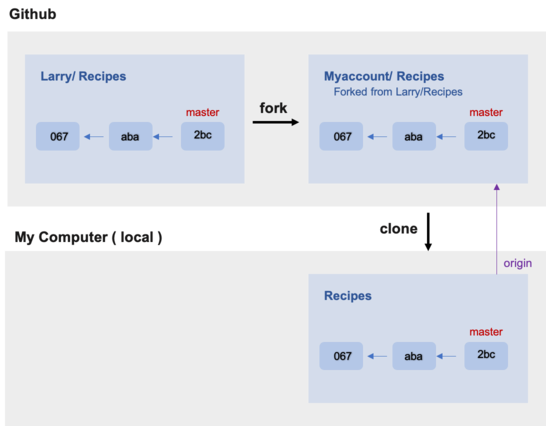 Github
Larry/ Recipes
master
067
aba
2bc
fork
Myaccount/ Recipes
Forked from Larry/Recipes
master
067
aba
2bc
clone
origin
My Computer ( local )
Recipes
master
067
aba
2bc